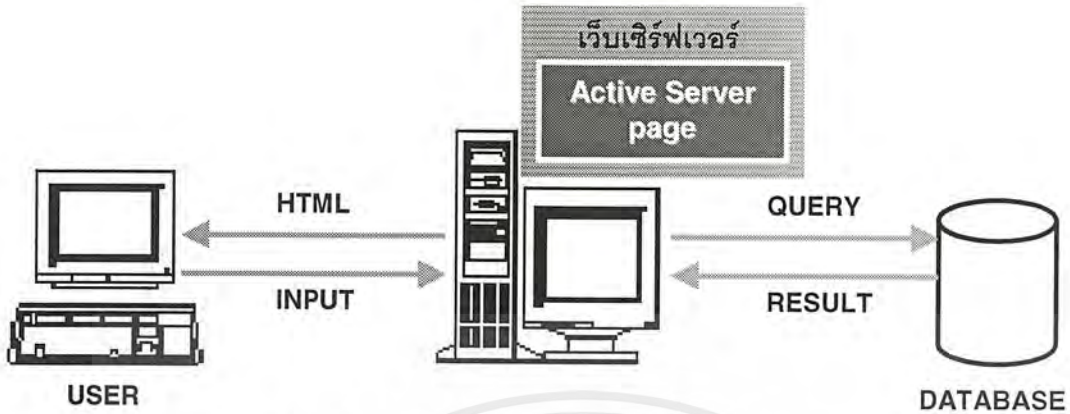 เว็บเซิร์ฟเวอร์
Active Server
page
HTML
QUERY
INPUT
RESULT
USER
DATABASE